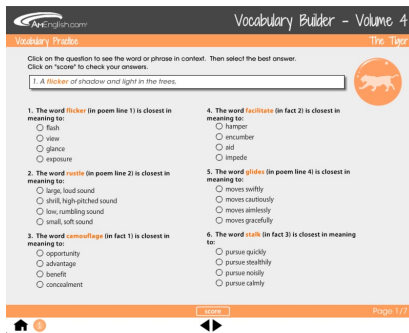 AMEnglish.com
Vocabulary Builder – Volume 4
Vocabulary Practice
The Tiger
Click on the question to see the word or phrase in context. Then select the best answer.
Click on "score" to check your answers.
1. A flicker of shadow and light in the trees.
1. The word flicker (in poem line 1) is closest in
meaning to:
flash
view
glance
exposure
2. The word rustle (in poem line 2) is closest in
meaning to:
large, loud sound
shrill, high-pitched sound
low, rumbling sound
small, soft sound
3. The word camouflage (in fact 1) is closest in
meaning to:
opportunity
advantage
benefit
concealment
4. The word facilitate (in fact 2) is closest in
meaning to:
hamper
encumber
aid
impede
5. The word glides (in poem line 4) is closest in
meaning to:
moves swiftly
moves cautiously
moves aimlessly
moves gracefully
6. The word stalk (in fact 3) is closest in meaning
to:
pursue quickly
pursue stealthily
pursue noisily
pursue calmly
score
Page 1/7